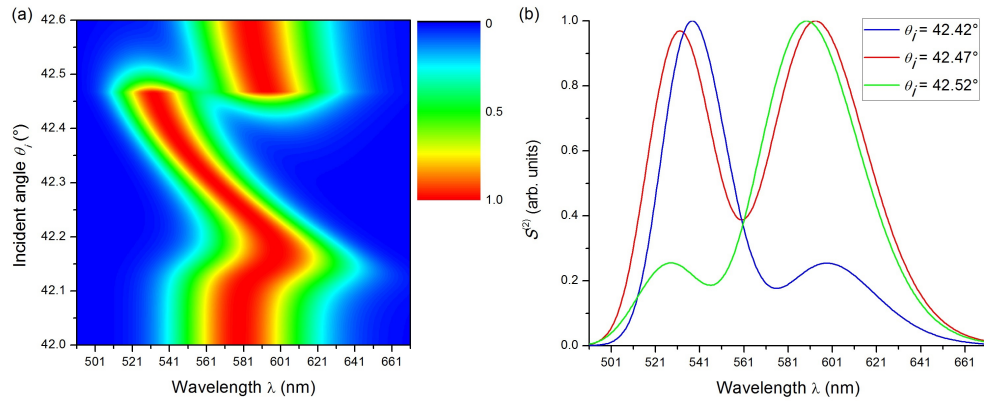 (a)
42.6
42.5
42.4
42.3
42.2
42.1
42.0
Incident angle θi (°)
501 521 541 561 581 601 621 641 661
Wavelength λ (nm)
0
0.5
1.0
(b)
1.0
0.8
0.6
0.4
0.2
0.0
S(2) (arb. units)
501 521 541 561 581 601 621 641 661
Wavelength λ (nm)
θi = 42.42°
θi = 42.47°
θi = 42.52°